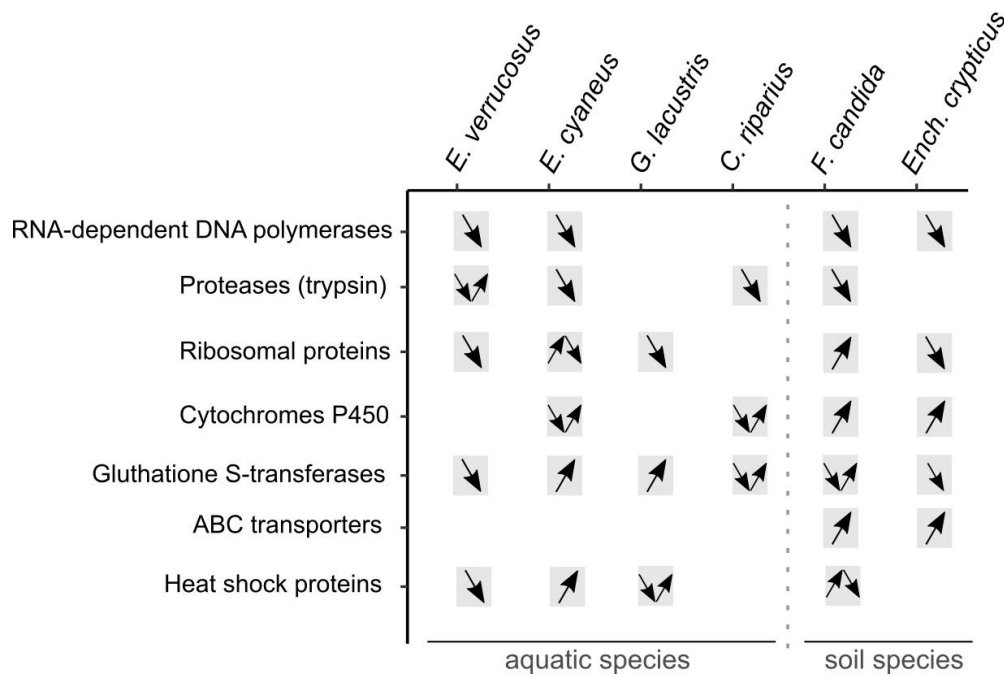 E. verrucosus
E. cyaneus
G. lacustris
C. riparius
F. candida
Ench. crypticus
RNA-dependent DNA polymerases
Proteases (trypsin)
Ribosomal proteins
Cytochromes P450
Gluthatione S-transferases
ABC transporters
Heat shock proteins
aquatic species
soil species